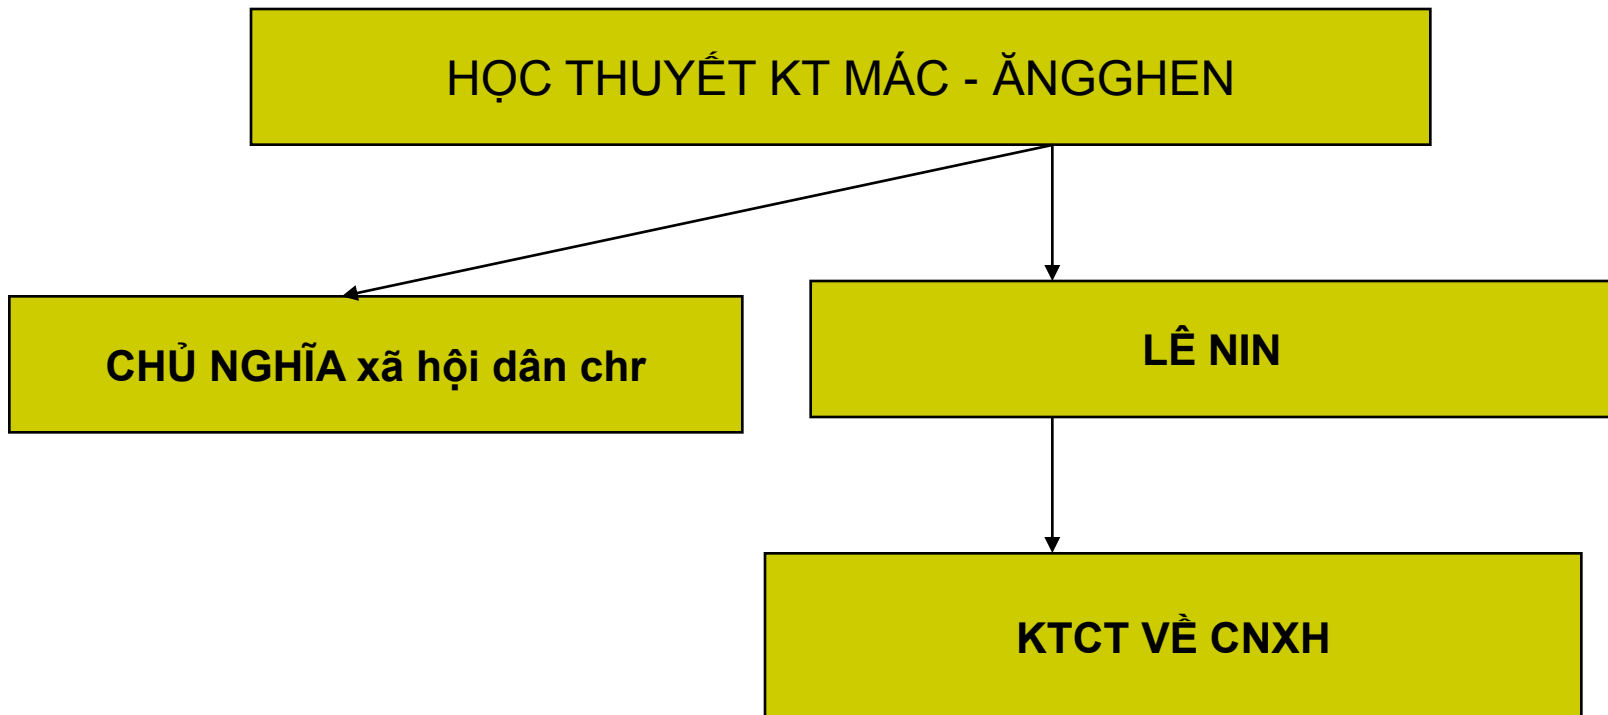 HỌC THUYẾT KT MÁC - ĂNGGHEN
CHỦ NGHĨA xã hội dân chr
LÊ NIN
KTCT VỀ CNXH